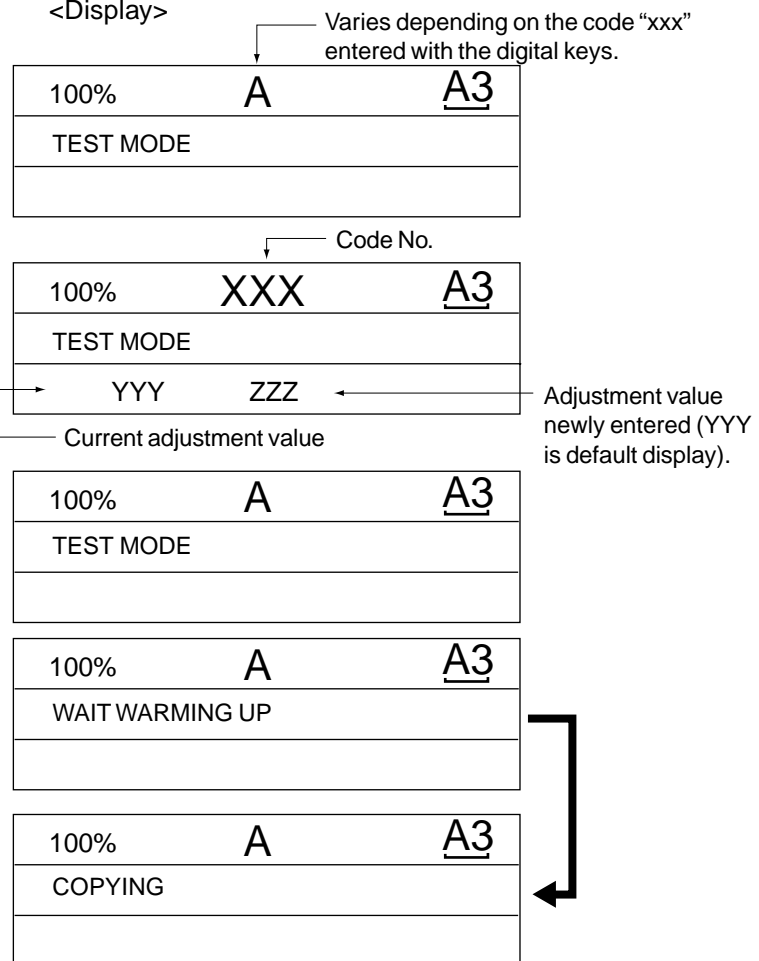 <Display>
Varies depending on the code “xxx”
entered with the digital keys.
100% A A3
TEST MODE
Code No.
100% XXX A3
TEST MODE
YYY ZZZ
Adjustment value
newly entered (YYY
is default display).
Current adjustment value
100% A A3
TEST MODE
100% A A3
WAIT WARMING UP
100% A A3
COPYING